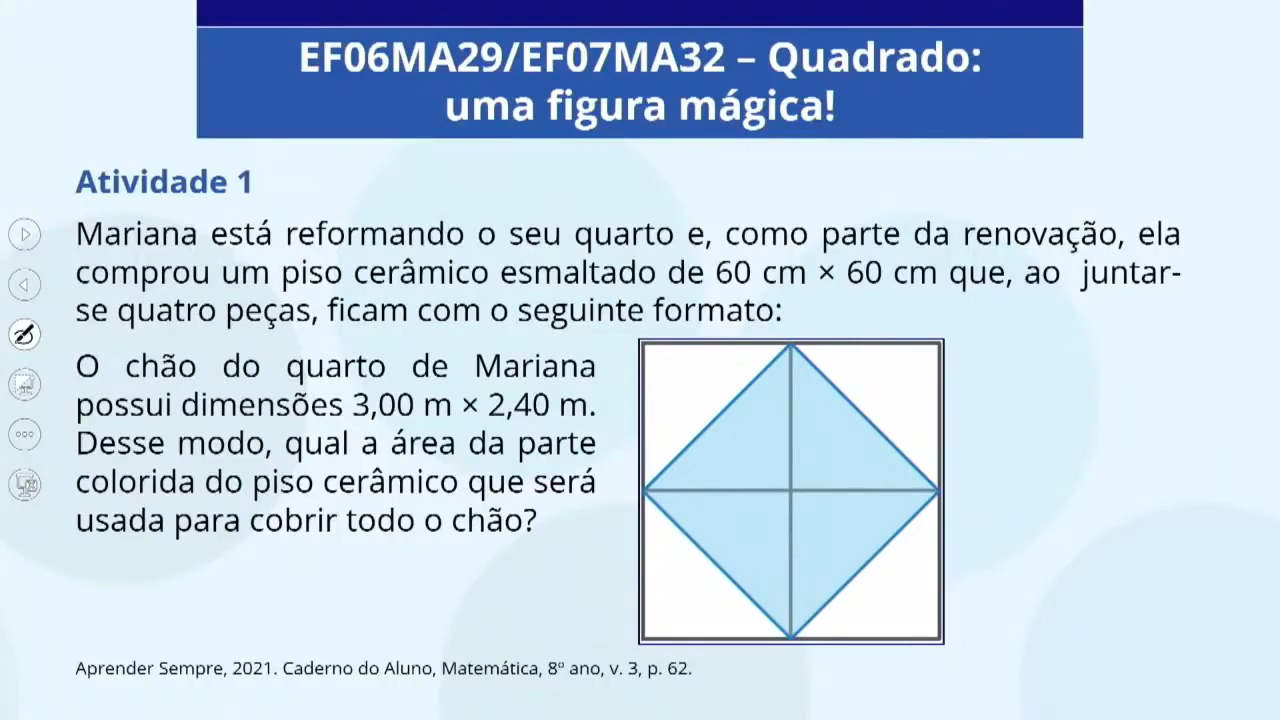 EF06MA29/EF07MA32 – Quadrado:
uma figura mágica!
Atividade 1
Mariana está reformando o seu quarto e, como parte da renovação, ela
comprou um piso cerâmico esmaltado de 60 cm × 60 cm que, ao juntar-
se quatro peças, ficam com o seguinte formato:
O chão do quarto de Mariana
possui dimensões 3,00 m × 2,40 m.
Desse modo, qual a área da parte
colorida do piso cerâmico que será
usada para cobrir todo o chão?
Aprender Sempre, 2021. Caderno do Aluno, Matemática, 8º ano, v. 3, p. 62.